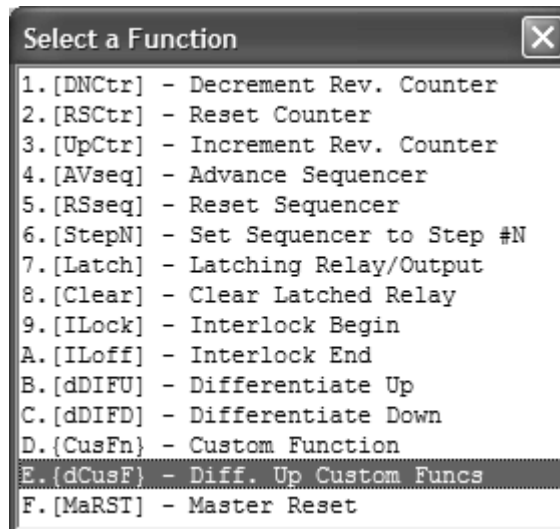 Select a Function
1.[DNCtr] - Decrement Rev. Counter
2.[RSCtr] - Reset Counter
3.[UpCtr] - Increment Rev. Counter
4.[AVseq] - Advance Sequencer
5.[RSseq] - Reset Sequencer
6.[StepN] - Set Sequencer to Step #N
7.[Latch] - Latching Relay/Output
8.[Clear] - Clear Latched Relay
9.[ILock] - Interlock Begin
A.[ILoff] - Interlock End
B.[dDIFU] - Differentiate Up
C.[dDIFD] - Differentiate Down
D.{CusFn} - Custom Function
E.{dCusF} - Diff. Up Custom Funcs
F.[MaRST] - Master Reset